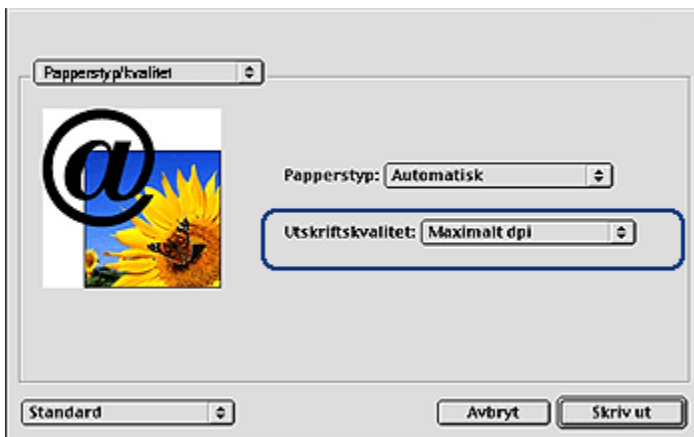 Papperstyp/kvalitet
@
Papperstyp: Automatisk
Utskriftskvalitet: Maximalt dpi
Standard
Avbryt
Skriv ut